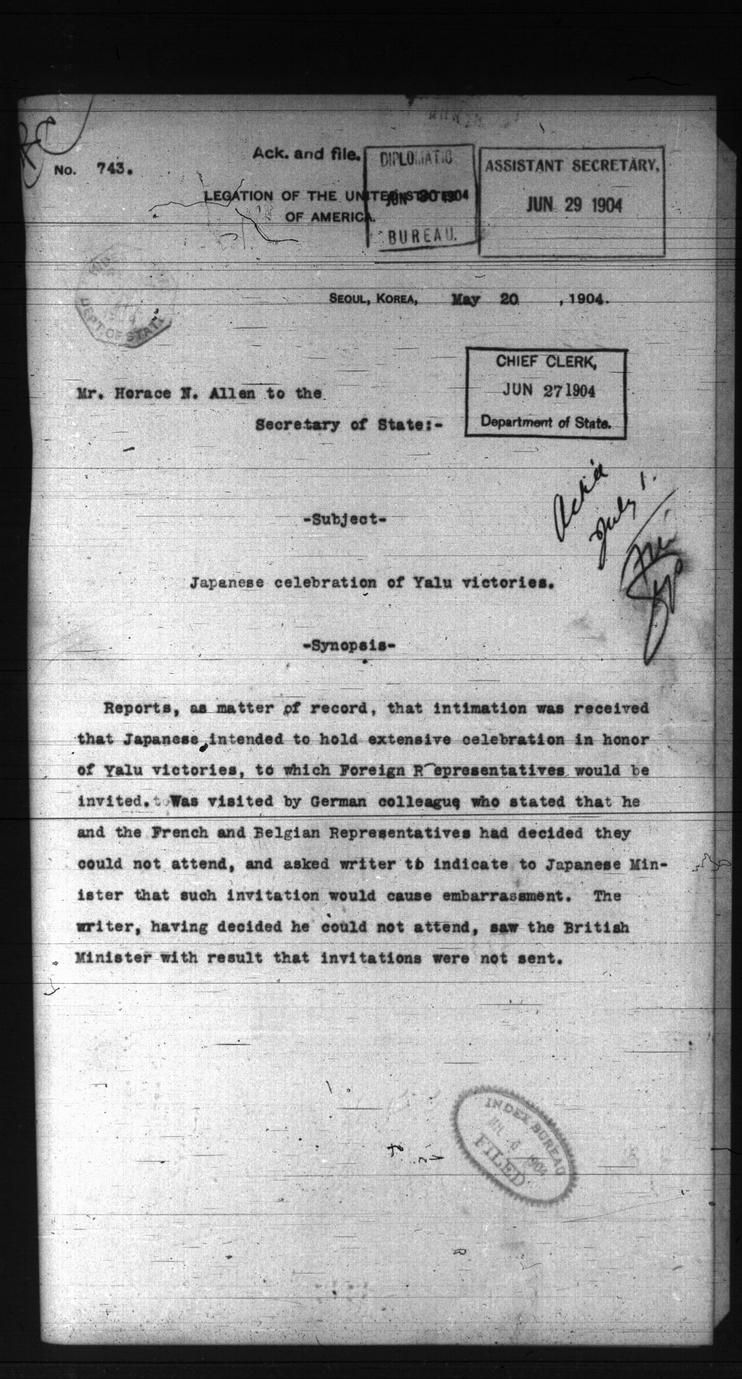 Ack. and file.
No. 743.
DIPLOMATIC
JUN 30 1904
BUREAU.
ASSISTANT SECRETARY,
JUN 29 1904
LEGATION OF THE UNITED STATES
OF AMERICA.
DEPT. OF STATE
SEOUL, KOREA, May 20, 1904.
CHIEF CLERK,
JUN 27 1904
Department of State.
Mr. Horace N. Allen to the
Secretary of State:-
Ack'd
July 1.
-Subject-
Japanese celebration of Yalu victories.
-Synopsis-
Reports, as matter of record, that intimation was received
that Japanese intended to hold extensive celebration in honor
of Yalu victories, to which Foreign Representatives would be
invited. Was visited by German colleague who stated that he
and the French and Belgian Representatives had decided they
could not attend, and asked writer to indicate to Japanese Min-
ister that such invitation would cause embarrassment. The
writer, having decided he could not attend, saw the British
Minister with result that invitations were not sent.
INDEX BUREAU
1904
FILED